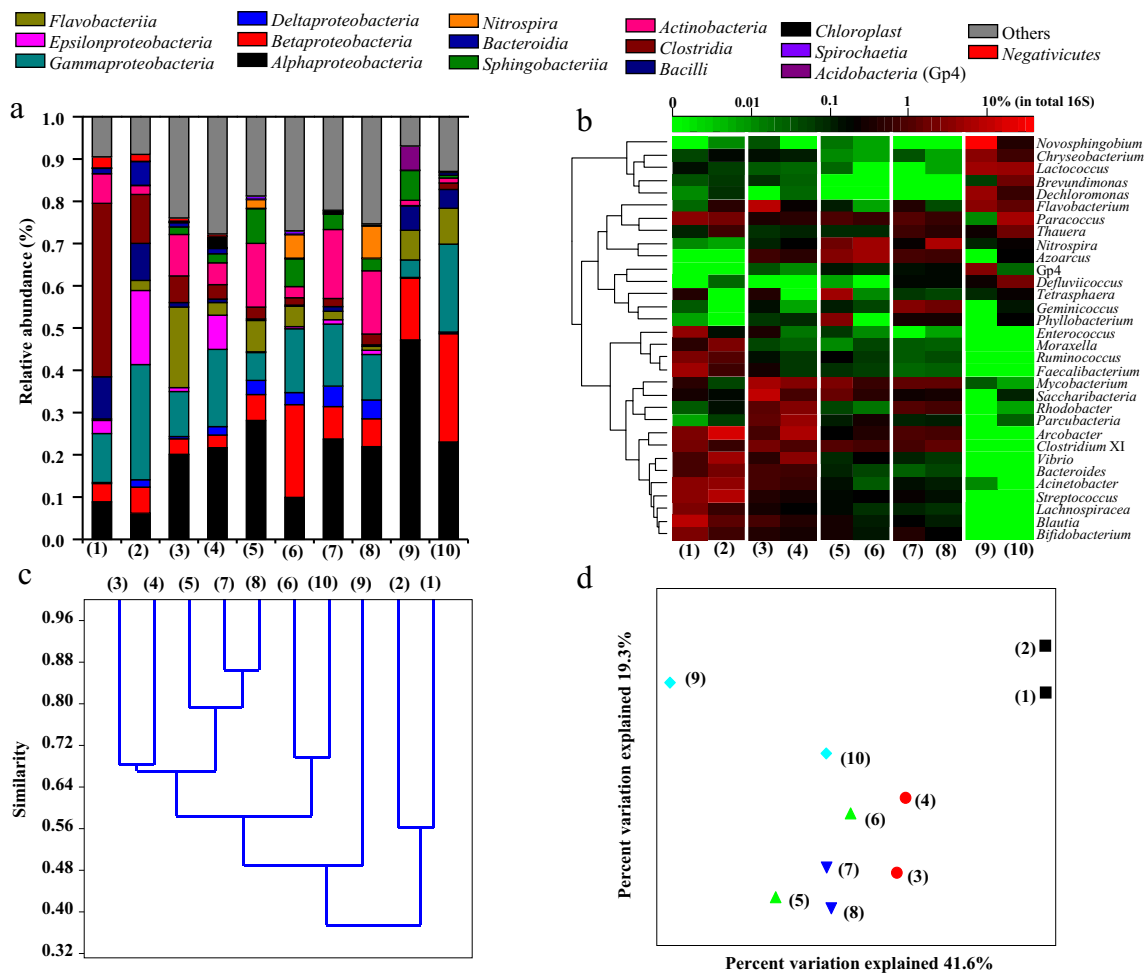 Flavobacteriia
Epsilonproteobacteria
Gammaproteobacteria
Deltaproteobacteria
Betaproteobacteria
Alphaproteobacteria
Nitrospira
Bacteroidia
Sphingobacteriia
Actinobacteria
Clostridia
Bacilli
Chloroplast
Spirochaetia
Acidobacteria (Gp4)
Others
Negativicutes
a
Relative abundance (%)
1.0
0.9
0.8
0.7
0.6
0.5
0.4
0.3
0.2
0.1
0.0
(1) (2) (3) (4) (5) (6) (7) (8) (9) (10)
b
0 0.01 0.1 1 10% (in total 16S)
Novosphingobium
Chryseobacterium
Lactococcus
Brevundimonas
Dechloromonas
Flavobacterium
Paracoccus
Thauera
Nitrospira
Azoarcus
Gp4
Defluviicoccus
Tetrasphaera
Geminicoccus
Phyllobacterium
Enterococcus
Moraxella
Ruminococcus
Faecalibacterium
Mycobacterium
Saccharibacteria
Rhodobacter
Parcubacteria
Arcobacter
Clostridium XI
Vibrio
Bacteroides
Acinetobacter
Streptococcus
Lachnospiracea
Blautia
Bifidobacterium
(1) (2) (3) (4) (5) (6) (7) (8) (9) (10)
c
(3) (4) (5) (7) (8) (6) (10) (9) (2) (1)
Similarity
0.96
0.88
0.80
0.72
0.64
0.56
0.48
0.40
0.32
d
Percent variation explained 19.3%
(2)
(1)
(9)
(10)
(4)
(6)
(7)
(3)
(5)
(8)
Percent variation explained 41.6%